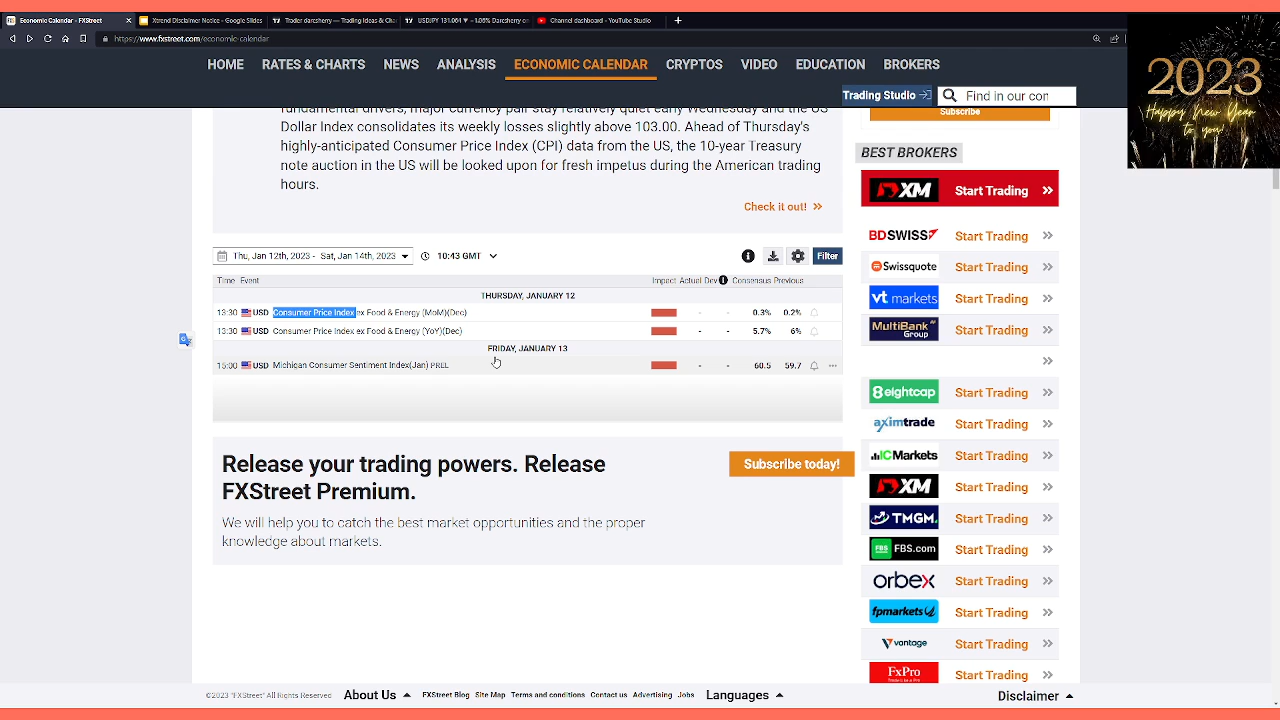 Economic Calendar - FXStreet
Xtrend Disclaimer Notice - Google Slides
Trader darcsherry — Trading Ideas & Cha
USDJPY 131.064 ▼ −1.06% Darcsherry on
Channel dashboard - YouTube Studio
https://www.fxstreet.com/economic-calendar
HOME
RATES & CHARTS
NEWS
ANALYSIS
ECONOMIC CALENDAR
CRYPTOS
VIDEO
EDUCATION
BROKERS
Trading Studio
Find in our con
2023
Happy New Year
to you!
Dollar Index consolidates its weekly losses slightly above 103.00. Ahead of Thursday's
highly-anticipated Consumer Price Index (CPI) data from the US, the 10-year Treasury
note auction in the US will be looked upon for fresh impetus during the American trading
hours.
Check it out! >>
Subscribe
BEST BROKERS
XM Start Trading >>
BDSWISS Start Trading >>
Swissquote Start Trading >>
vt markets Start Trading >>
MultiBank Group Start Trading >>
>>
eightcap Start Trading >>
aximtrade Start Trading >>
IC Markets Start Trading >>
XM Start Trading >>
TMGM Start Trading >>
FBS FBS.com Start Trading >>
orbex Start Trading >>
fpmarkets Start Trading >>
vantage Start Trading >>
FxPro Start Trading >>
Thu, Jan 12th, 2023 - Sat, Jan 14th, 2023
10:43 GMT
Filter
Time Event Impact Actual Dev Consensus Previous
THURSDAY, JANUARY 12
USD Consumer Price Index ex Food & Energy (MoM)(Dec) - - 0.3% 0.2%
USD Consumer Price Index ex Food & Energy (YoY)(Dec) - - 5.7% 6%
FRIDAY, JANUARY 13
15:00 USD Michigan Consumer Sentiment Index(Jan) PREL - - 60.5 59.7
Release your trading powers. Release
FXStreet Premium.
Subscribe today!
We will help you to catch the best market opportunities and the proper
knowledge about markets.
©2023 "FXStreet" All Rights Reserved
About Us
FXStreet Blog
Site Map
Terms and conditions
Contact us
Advertising
Jobs
Languages
Disclaimer